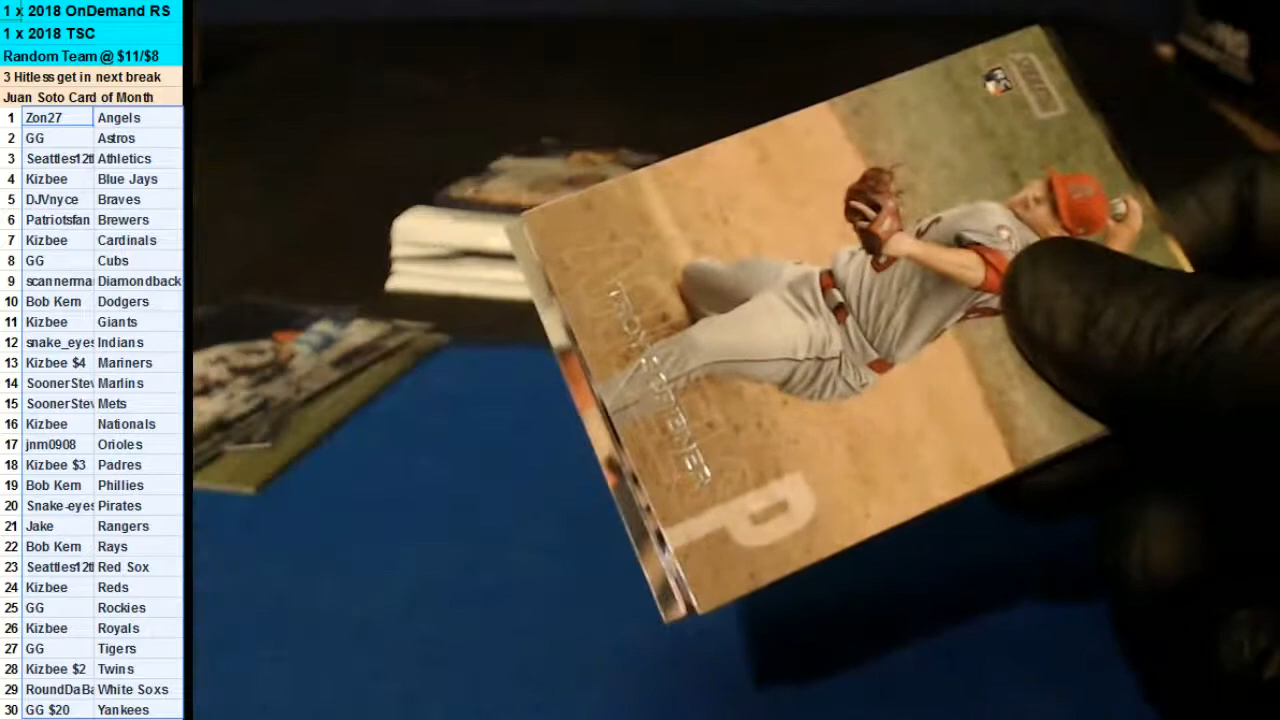 1 x 2018 OnDemand RS
1 x 2018 TSC
Random Team @ $11/$8
3 Hitless get in next break
Juan Soto Card of Month
1 Zon27 Angels
2 GG Astros
3 Seattles12t Athletics
4 Kizbee Blue Jays
5 DJVnyce Braves
6 Patriotsfan Brewers
7 Kizbee Cardinals
8 GG Cubs
9 scannerma Diamondback
10 Bob Kem Dodgers
11 Kizbee Giants
12 snake_eyes Indians
13 Kizbee $4 Mariners
14 SoonerStev Marlins
15 SoonerStev Mets
16 Kizbee Nationals
17 jnm0908 Orioles
18 Kizbee $3 Padres
19 Bob Kem Phillies
20 Snake-eyes Pirates
21 Jake Rangers
22 Bob Kem Rays
23 Seattles12t Red Sox
24 Kizbee Reds
25 GG Rockies
26 Kizbee Royals
27 GG Tigers
28 Kizbee $2 Twins
29 RoundDaBa White Soxs
30 GG $20 Yankees
P